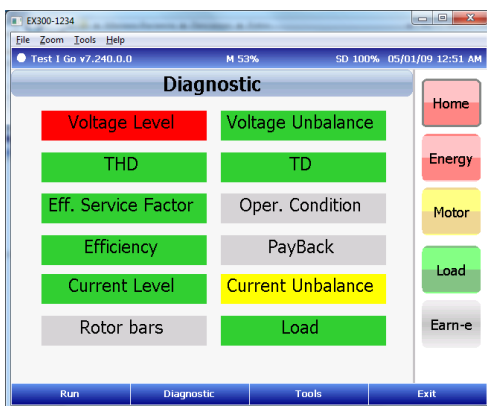 EX300-1234
File Zoom Tools Help
Test I Go v7.240.0.0 M 53% SD 100% 05/01/09 12:51 AM
Diagnostic
Home
Voltage Level Voltage Unbalance
THD TD
Energy
Eff. Service Factor Oper. Condition
Motor
Efficiency PayBack
Load
Current Level Current Unbalance
Rotor bars Load
Earn-e
Run Diagnostic Tools Exit